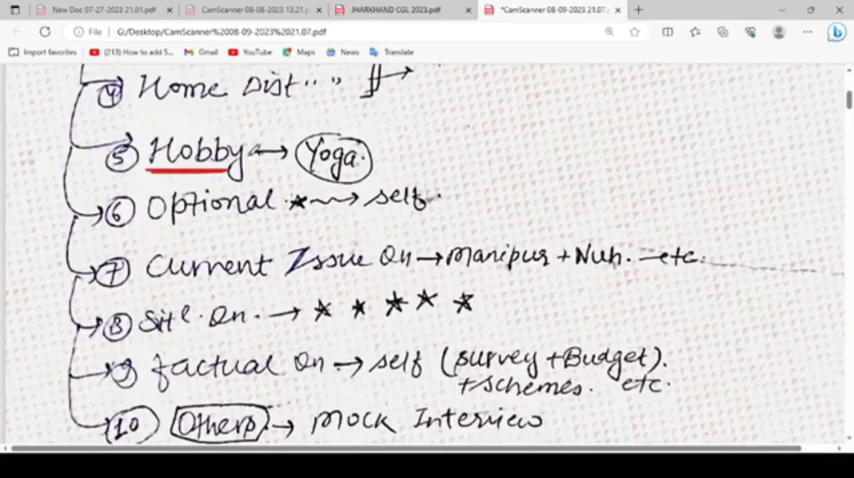 New Doc 07-27-2023 21.01.pdf
CamScanner 08-08-2023 13.21.p
JHARKHAND CGL 2023.pdf
*CamScanner 08-09-2023 21.07.p
File G:/Desktop/CamScanner%2008-09-2023%2021.07.pdf
Import favorites
(213) How to add 5...
Gmail
YouTube
Maps
News
Translate
4 Home Dist.. "
5 Hobby ↔ Yoga.
6 Optional * → self.
7 Current Issue Qn → Manipur + Nuh. — etc.
8 Sit. Qn. → * * * * *
9 factual Qn → self (survey + Budget).
+ schemes. etc.
10 Others → Mock Interview